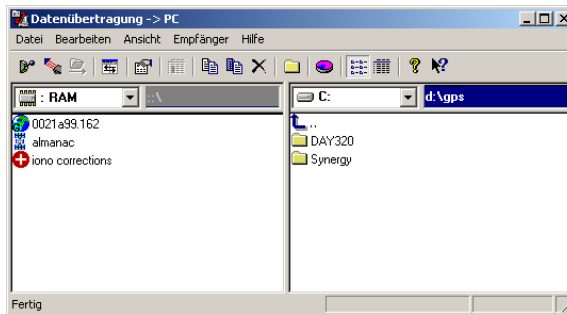 Datenübertragung -> PC
Datei Bearbeiten Ansicht Empfänger Hilfe
: RAM ::\ C: d:\gps
0021a99.162
almanac
iono corrections
..
DAY320
Synergy
Fertig